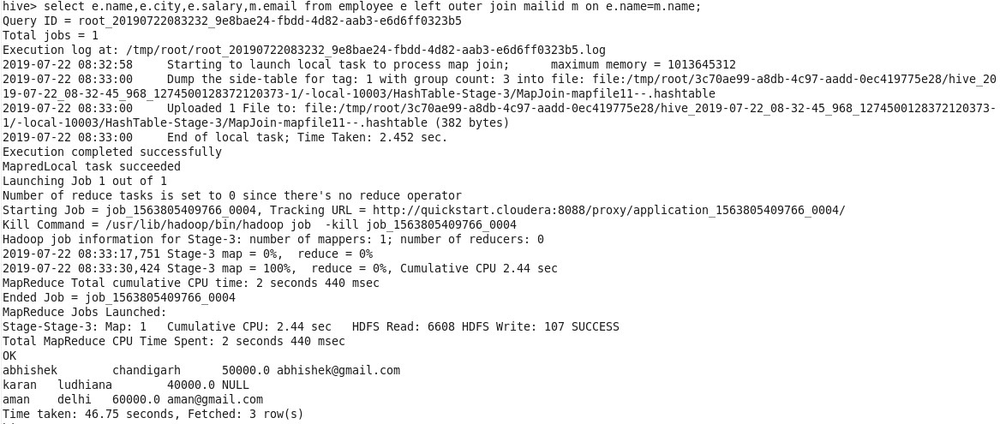 hive> select e.name,e.city,e.salary,m.email from employee e left outer join mailid m on e.name=m.name;
Query ID = root_20190722083232_9e8bae24-fbdd-4d82-aab3-e6d6ff0323b5
Total jobs = 1
Execution log at: /tmp/root/root_20190722083232_9e8bae24-fbdd-4d82-aab3-e6d6ff0323b5.log
2019-07-22 08:32:58     Starting to launch local task to process map join;      maximum memory = 1013645312
2019-07-22 08:33:00     Dump the side-table for tag: 1 with group count: 3 into file: file:/tmp/root/3c70ae99-a8db-4c97-aadd-0ec419775e28/hive_20
19-07-22_08-32-45_968_1274500128372120373-1/-local-10003/HashTable-Stage-3/MapJoin-mapfile11--.hashtable
2019-07-22 08:33:00     Uploaded 1 File to: file:/tmp/root/3c70ae99-a8db-4c97-aadd-0ec419775e28/hive_2019-07-22_08-32-45_968_1274500128372120373-
1/-local-10003/HashTable-Stage-3/MapJoin-mapfile11--.hashtable (382 bytes)
2019-07-22 08:33:00     End of local task; Time Taken: 2.452 sec.
Execution completed successfully
MapredLocal task succeeded
Launching Job 1 out of 1
Number of reduce tasks is set to 0 since there's no reduce operator
Starting Job = job_1563805409766_0004, Tracking URL = http://quickstart.cloudera:8088/proxy/application_1563805409766_0004/
Kill Command = /usr/lib/hadoop/bin/hadoop job  -kill job_1563805409766_0004
Hadoop job information for Stage-3: number of mappers: 1; number of reducers: 0
2019-07-22 08:33:17,751 Stage-3 map = 0%,  reduce = 0%
2019-07-22 08:33:30,424 Stage-3 map = 100%,  reduce = 0%, Cumulative CPU 2.44 sec
MapReduce Total cumulative CPU time: 2 seconds 440 msec
Ended Job = job_1563805409766_0004
MapReduce Jobs Launched:
Stage-Stage-3: Map: 1   Cumulative CPU: 2.44 sec   HDFS Read: 6608 HDFS Write: 107 SUCCESS
Total MapReduce CPU Time Spent: 2 seconds 440 msec
OK
abhishek        chandigarh      50000.0 abhishek@gmail.com
karan   ludhiana        40000.0 NULL
aman    delhi   60000.0 aman@gmail.com
Time taken: 46.75 seconds, Fetched: 3 row(s)